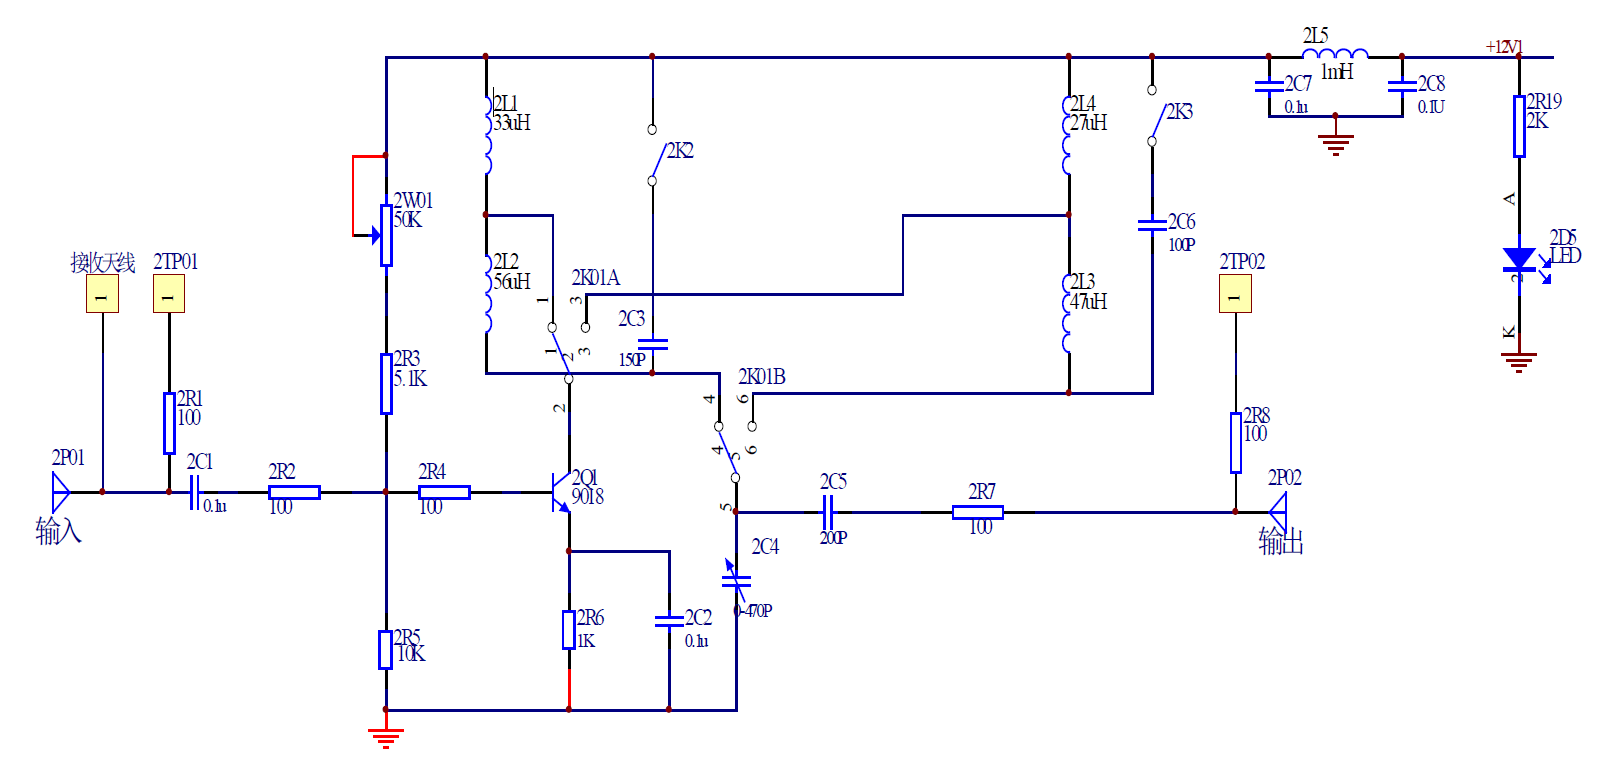 2L5
+12V1
1mH
2C7
0.1u
2C8
0.1U
2R19
2K
2L1
33uH
2L4
27uH
2K3
2K2
2W01
50K
A
2C6
100P
2D5
LED
2
K
接收天线
1
2TP01
1
2L2
56uH
2K01A
1
3
2L3
47uH
2TP02
1
2C3
150P
1
2
3
2R3
5.1K
2K01B
4
6
2
2R1
100
2R8
100
4
5
6
2P01
输入
2C1
0.1u
2R2
100
2R4
100
2Q1
9018
5
2C5
200P
2R7
100
2P02
输出
2C4
0-470P
2R6
1K
2C2
0.1u
2R5
10K